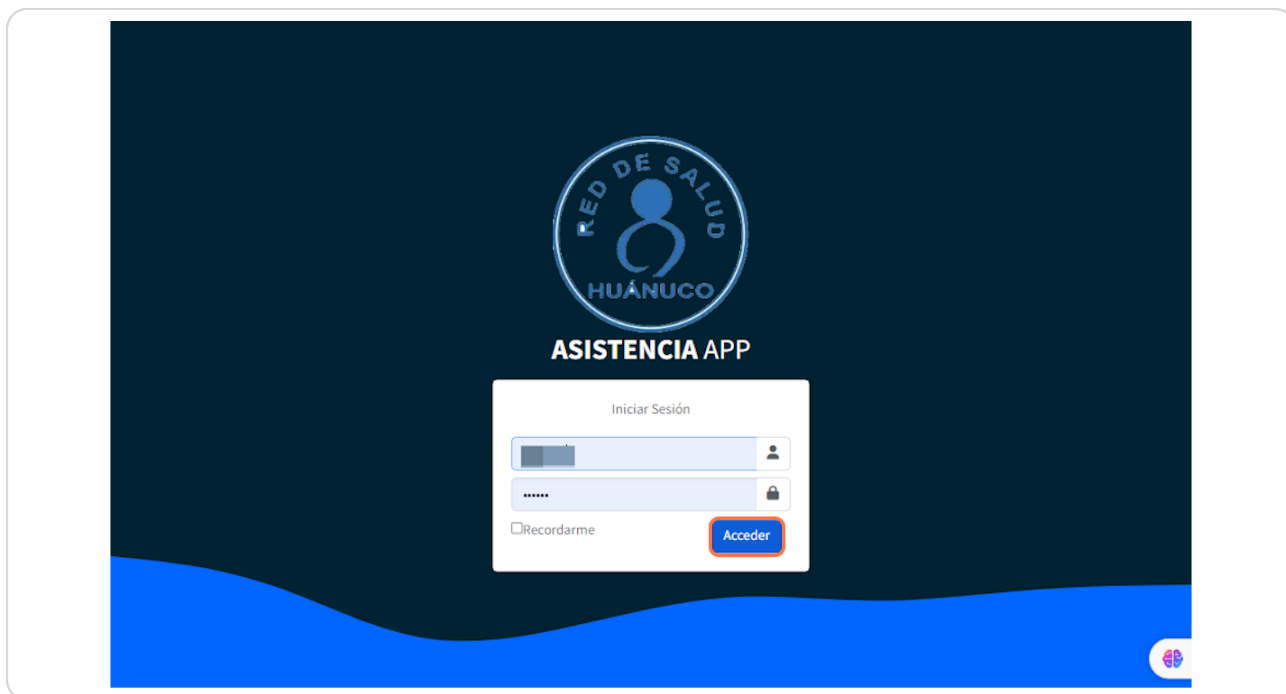 RED DE SALUD
HUÁNUCO
ASISTENCIA APP
Iniciar Sesión
••••••
Recordarme
Acceder